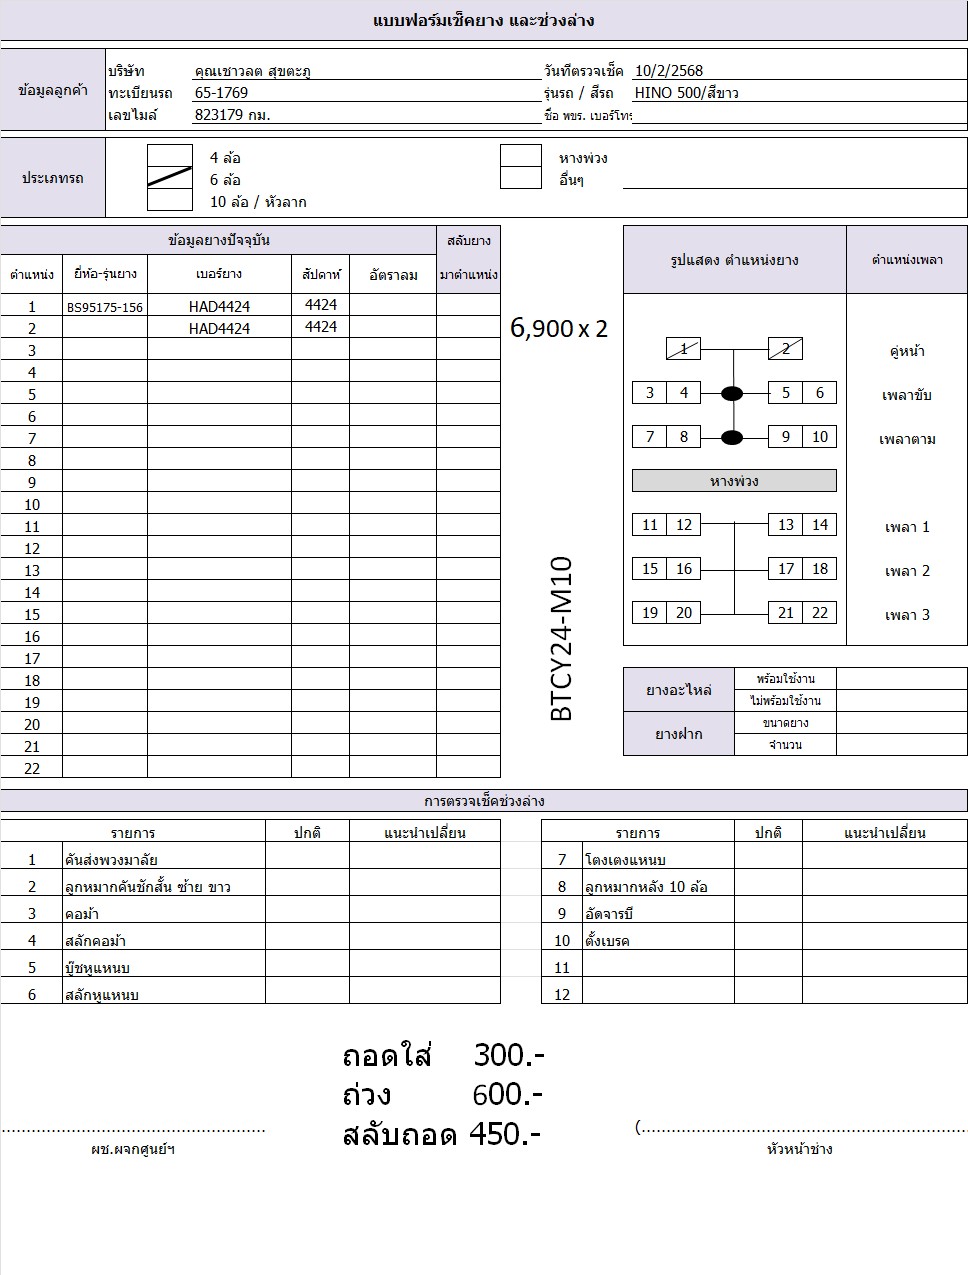 แบบฟอร์มเช็คยาง และช่วงล่าง
ข้อมูลลูกค้า
บริษัท คุณเชาวลต สุขตะภู วันที่ตรวจเช็ค 10/2/2568
ทะเบียนรถ 65-1769 รุ่นรถ / สีรถ HINO 500/สีขาว
เลขไมล์ 823179 กม. ชื่อ พขร. เบอร์โทร
ประเภทรถ
4 ล้อ หางพ่วง
6 ล้อ อื่นๆ
10 ล้อ / หัวลาก
ข้อมูลยางปัจจุบัน สลับยาง
ตำแหน่ง ยี่ห้อ-รุ่นยาง เบอร์ยาง สัปดาห์ อัตราลม มาตำแหน่ง
1 BS95175-156 HAD4424 4424
2 HAD4424 4424
3
4
5
6
7
8
9
10
11
12
13
14
15
16
17
18
19
20
21
22
6,900 x 2
BTCY24-M10
รูปแสดง ตำแหน่งยาง ตำแหน่งเพลา
1 2 คู่หน้า
3 4 5 6 เพลาขับ
7 8 9 10 เพลาตาม
หางพ่วง
11 12 13 14 เพลา 1
15 16 17 18 เพลา 2
19 20 21 22 เพลา 3
ยางอะไหล่ พร้อมใช้งาน
ไม่พร้อมใช้งาน
ยางฝาก ขนาดยาง
จำนวน
การตรวจเช็คช่วงล่าง
รายการ ปกติ แนะนำเปลี่ยน รายการ ปกติ แนะนำเปลี่ยน
1 คันส่งพวงมาลัย 7 โตงเตงแหนบ
2 ลูกหมากคันชักสั้น ซ้าย ขาว 8 ลูกหมากหลัง 10 ล้อ
3 คอม้า 9 อัดจารบี
4 สลักคอม้า 10 ตั้งเบรค
5 บู๊ชหูแหนบ 11
6 สลักหูแหนบ 12
ถอดใส่ 300.-
ถ่วง 600.-
สลับถอด 450.-
..................................................... (..................................................................
ผช.ผจกศูนย์ฯ หัวหน้าช่าง